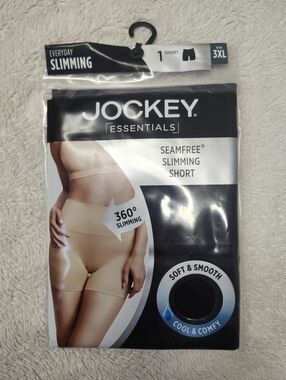 EVERYDAY
SLIMMING
1 SHORT
SIZE
3XL
JOCKEY®
ESSENTIALS
SEAMFREE®
SLIMMING
SHORT
360°
SLIMMING
SOFT & SMOOTH
COOL & COMFY